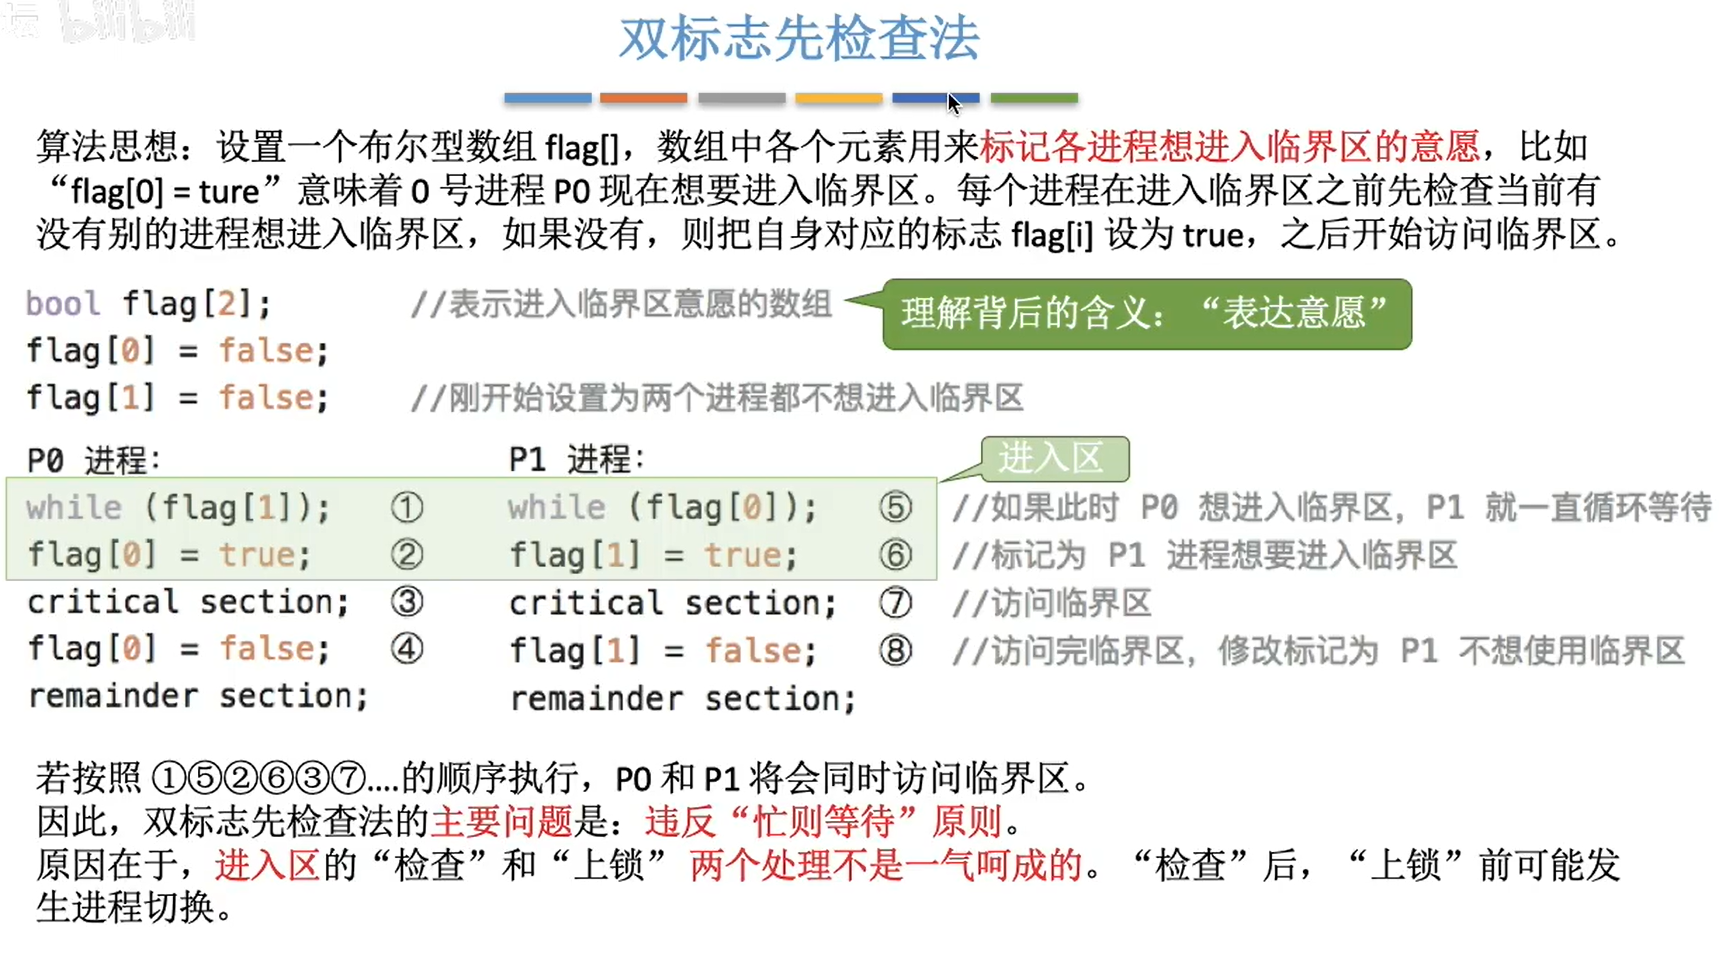 坛 bilibili
双标志先检查法
算法思想：设置一个布尔型数组 flag[]，数组中各个元素用来标记各进程想进入临界区的意愿，比如
“flag[0] = ture”意味着 0 号进程 P0 现在想要进入临界区。每个进程在进入临界区之前先检查当前有
没有别的进程想进入临界区，如果没有，则把自身对应的标志 flag[i] 设为 true，之后开始访问临界区。
bool flag[2]; //表示进入临界区意愿的数组
理解背后的含义：“表达意愿”
flag[0] = false;
flag[1] = false; //刚开始设置为两个进程都不想进入临界区
P0 进程： P1 进程：
进入区
while (flag[1]); ① while (flag[0]); ⑤ //如果此时 P0 想进入临界区，P1 就一直循环等待
flag[0] = true; ② flag[1] = true; ⑥ //标记为 P1 进程想要进入临界区
critical section; ③ critical section; ⑦ //访问临界区
flag[0] = false; ④ flag[1] = false; ⑧ //访问完临界区，修改标记为 P1 不想使用临界区
remainder section; remainder section;
若按照 ①⑤②⑥③⑦....的顺序执行，P0 和 P1 将会同时访问临界区。
因此，双标志先检查法的主要问题是：违反“忙则等待”原则。
原因在于，进入区的“检查”和“上锁” 两个处理不是一气呵成的。“检查”后，“上锁”前可能发
生进程切换。